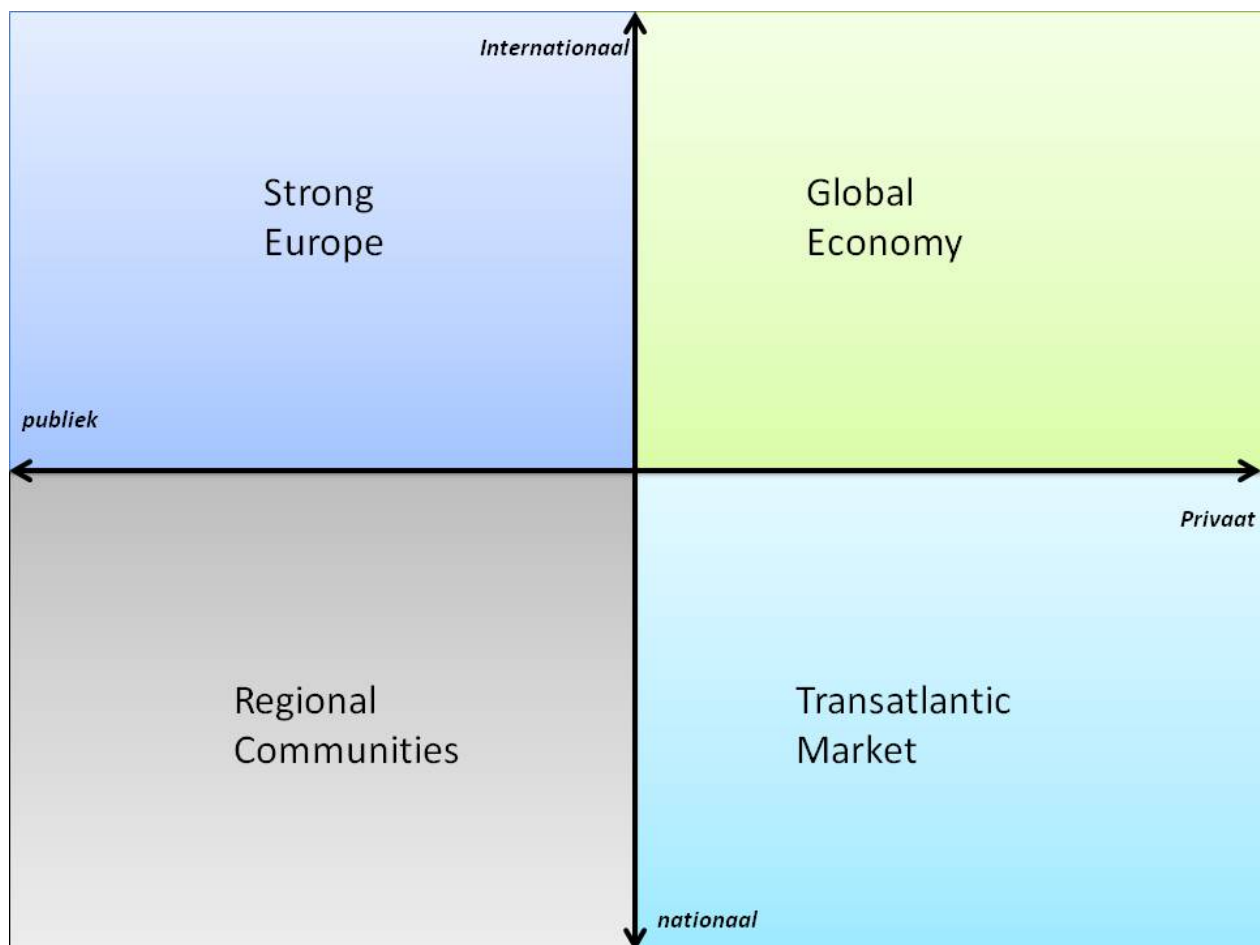 Internationaal
Strong
Europe
Global
Economy
publiek
Privaat
Regional
Communities
Transatlantic
Market
nationaal